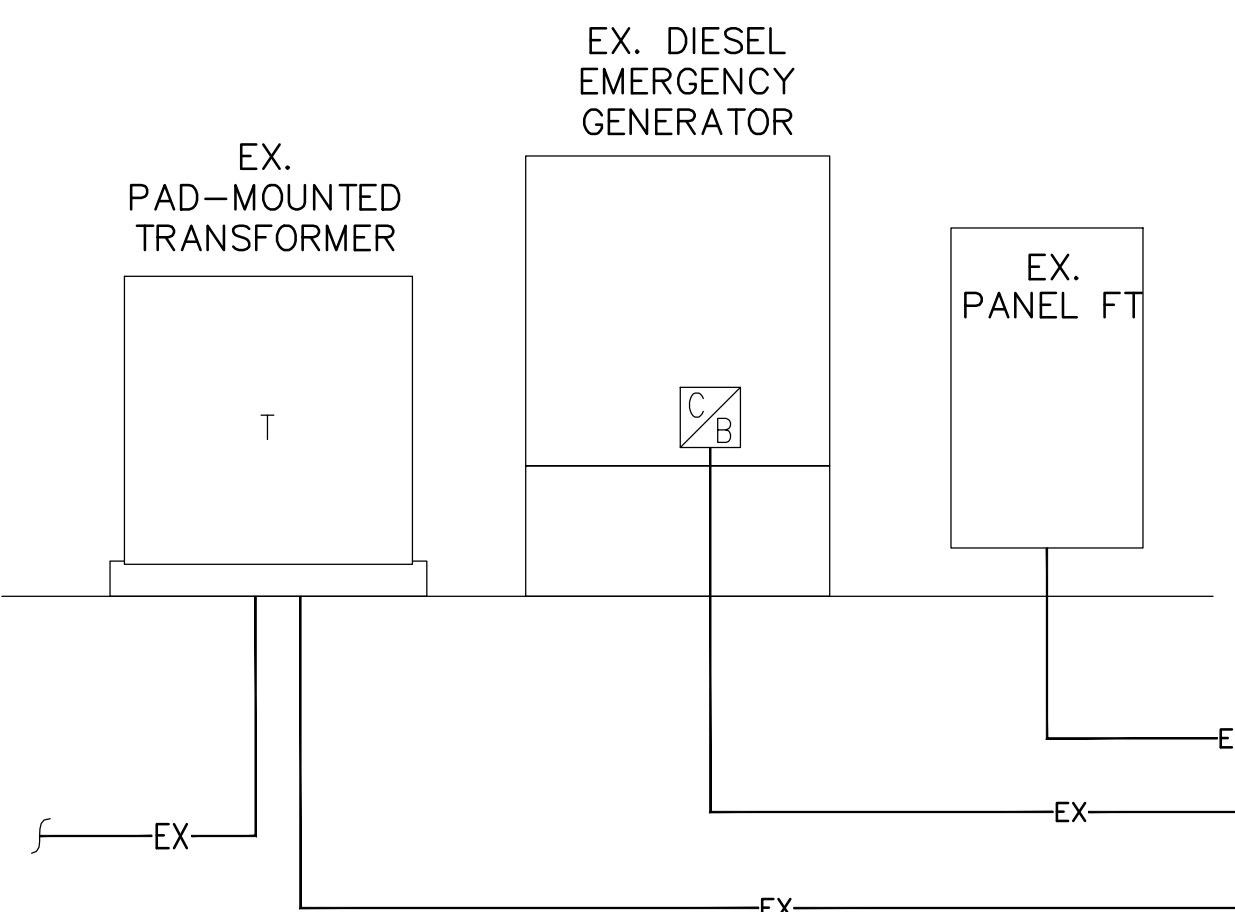 EX. DIESEL
EMERGENCY
GENERATOR
EX.
PAD-MOUNTED
TRANSFORMER
EX.
PANEL FT
C/B
T
E
EX
EX
EX